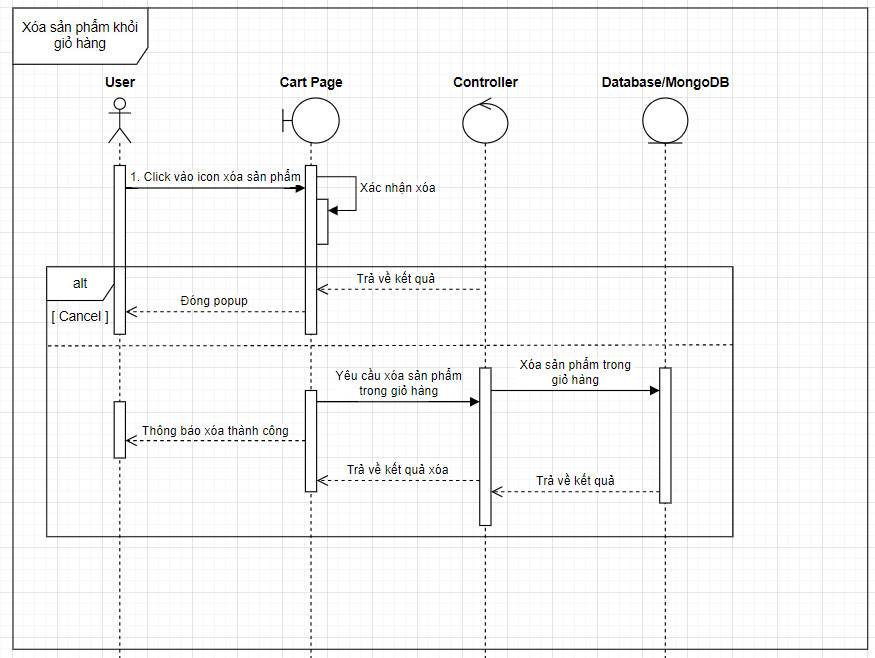 Xóa sản phẩm khỏi
giỏ hàng
User
Cart Page
Controller
Database/MongoDB
1. Click vào icon xóa sản phẩm
Xác nhận xóa
alt
Trả về kết quả
Đóng popup
[ Cancel ]
Xóa sản phẩm trong
giỏ hàng
Yêu cầu xóa sản phẩm
trong giỏ hàng
Thông báo xóa thành công
Trả về kết quả xóa
Trả về kết quả